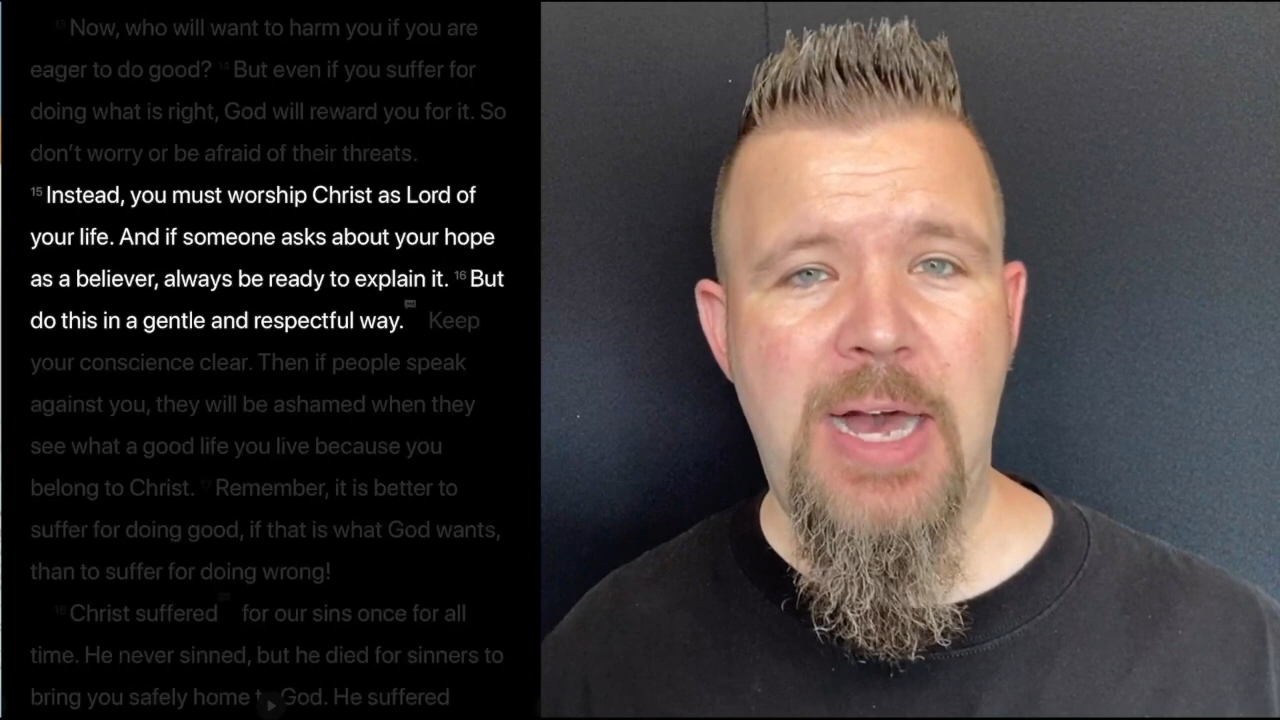 13 Now, who will want to harm you if you are
eager to do good? 14 But even if you suffer for
doing what is right, God will reward you for it. So
don’t worry or be afraid of their threats.
15 Instead, you must worship Christ as Lord of
your life. And if someone asks about your hope
as a believer, always be ready to explain it. 16 But
do this in a gentle and respectful way. Keep
your conscience clear. Then if people speak
against you, they will be ashamed when they
see what a good life you live because you
belong to Christ. 17 Remember, it is better to
suffer for doing good, if that is what God wants,
than to suffer for doing wrong!
18 Christ suffered for our sins once for all
time. He never sinned, but he died for sinners to
bring you safely home to God. He suffered